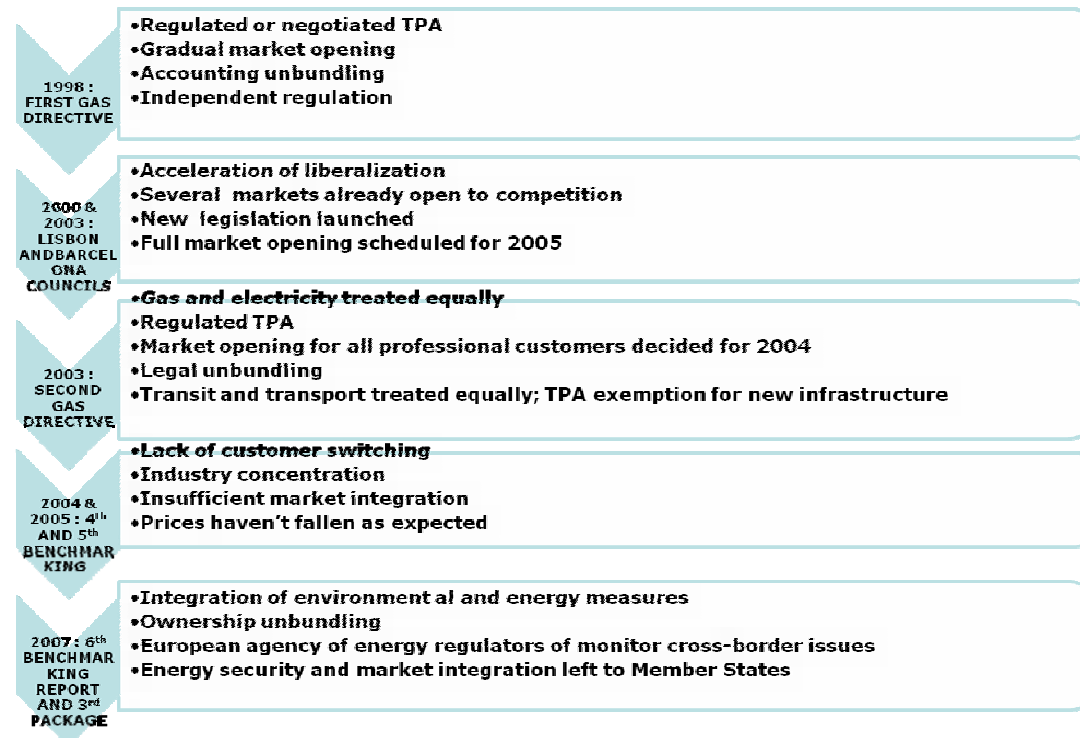 1998 :
FIRST GAS
DIRECTIVE
•Regulated or negotiated TPA
•Gradual market opening
•Accounting unbundling
•Independent regulation
2000 &
2003 :
LISBON
ANDBARCEL
ONA
COUNCILS
•Acceleration of liberalization
•Several markets already open to competition
•New legislation launched
•Full market opening scheduled for 2005
2003 :
SECOND
GAS
DIRECTIVE
•Gas and electricity treated equally
•Regulated TPA
•Market opening for all professional customers decided for 2004
•Legal unbundling
•Transit and transport treated equally; TPA exemption for new infrastructure
2004 &
2005 : 4th
AND 5th
BENCHMAR
KING
•Lack of customer switching
•Industry concentration
•Insufficient market integration
•Prices haven't fallen as expected
2007 : 6th
BENCHMAR
KING
REPORT
AND 3rd
PACKAGE
•Integration of environment al and energy measures
•Ownership unbundling
•European agency of energy regulators of monitor cross-border issues
•Energy security and market integration left to Member States